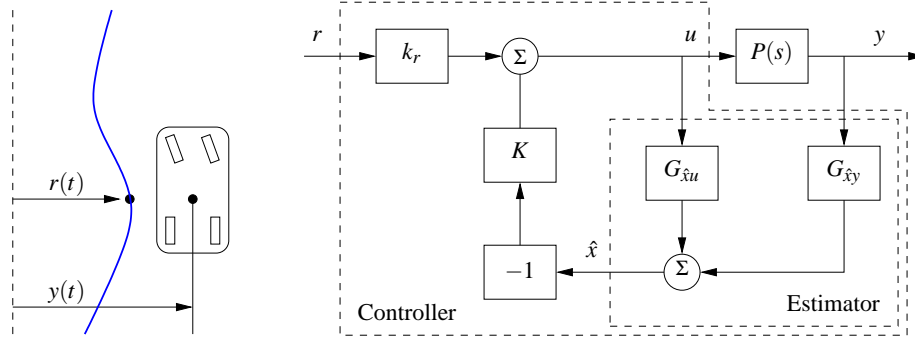 r(t)
y(t)
r
k_r
Σ
u
P(s)
y
K
G_{x̂u}
G_{x̂y}
x̂
−1
Σ
Controller
Estimator